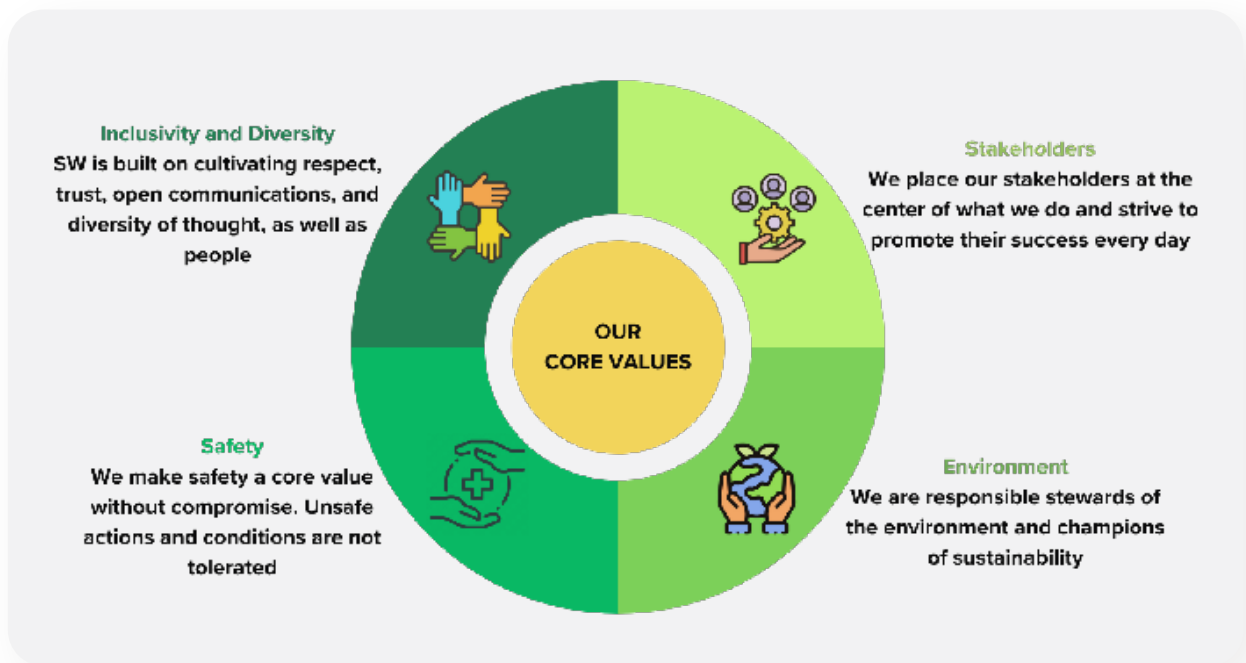 Inclusivity and Diversity
SW is built on cultivating respect,
trust, open communications, and
diversity of thought, as well as
people
Stakeholders
We place our stakeholders at the
center of what we do and strive to
promote their success every day
OUR
CORE VALUES
Safety
We make safety a core value
without compromise. Unsafe
actions and conditions are not
tolerated
Environment
We are responsible stewards of
the environment and champions
of sustainability